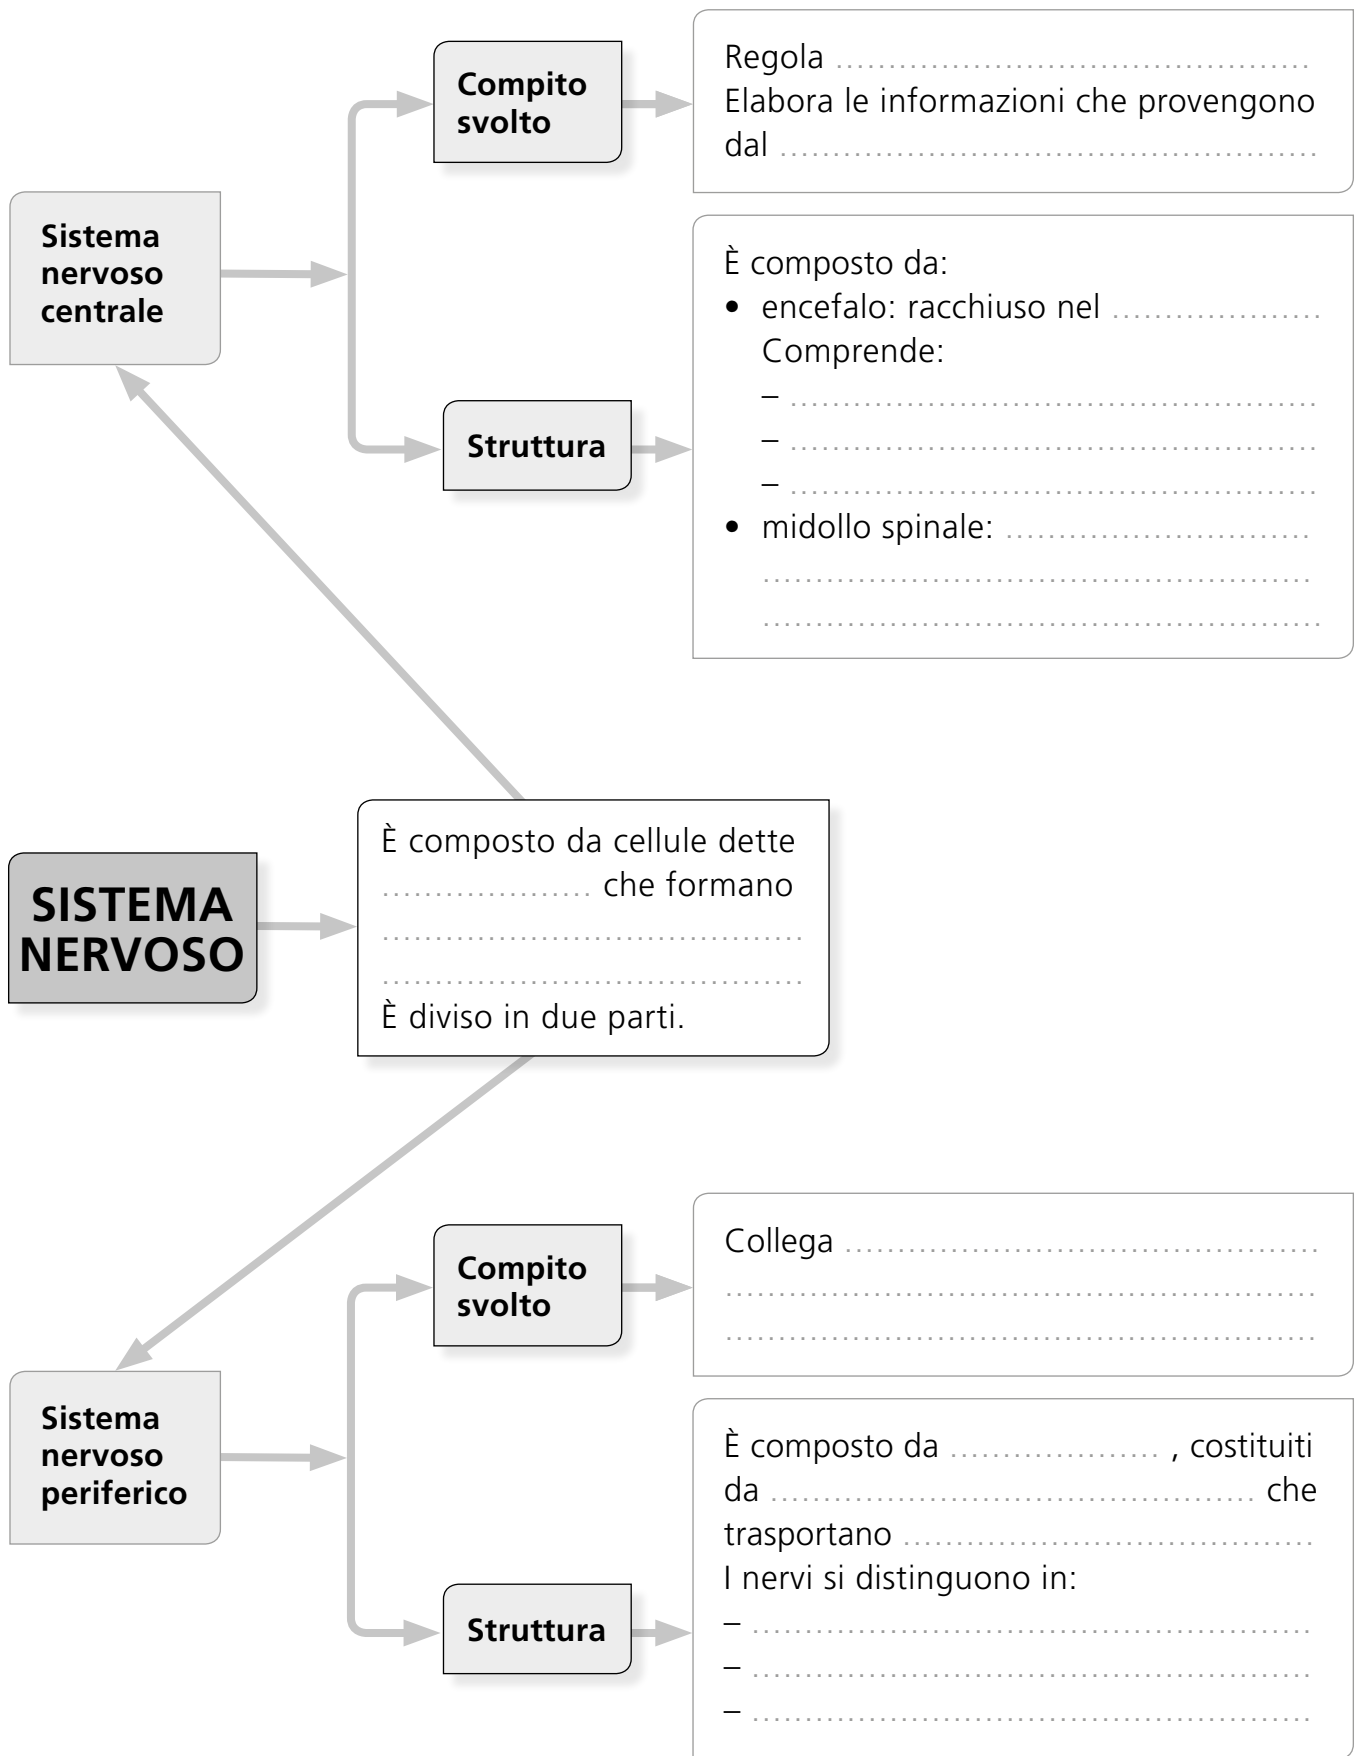 Compito
svolto
Regola ................................................
Elabora le informazioni che provengono
dal ......................................................
Sistema
nervoso
centrale
È composto da:
• encefalo: racchiuso nel .....................
Comprende:
– .....................................................
– .....................................................
– .....................................................
Struttura
• midollo spinale: ...............................
.......................................................
........................................................
SISTEMA
NERVOSO
È composto da cellule dette
..................... che formano
..........................................
..........................................
È diviso in due parti.
Compito
svolto
Collega ................................................
...........................................................
...........................................................
Sistema
nervoso
periferico
È composto da ..................... , costituiti
da ................................................. che
trasportano .........................................
I nervi si distinguono in:
Struttura
– ........................................................
– ........................................................
– ........................................................